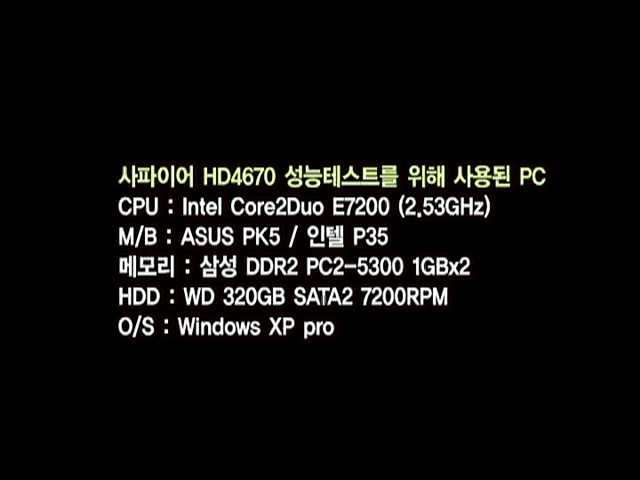 사파이어 HD4670 성능테스트를 위해 사용된 PC
CPU : Intel Core2Duo E7200 (2.53GHz)
M/B : ASUS PK5 / 인텔 P35
메모리 : 삼성 DDR2 PC2-5300 1GBx2
HDD : WD 320GB SATA2 7200RPM
O/S : Windows XP pro